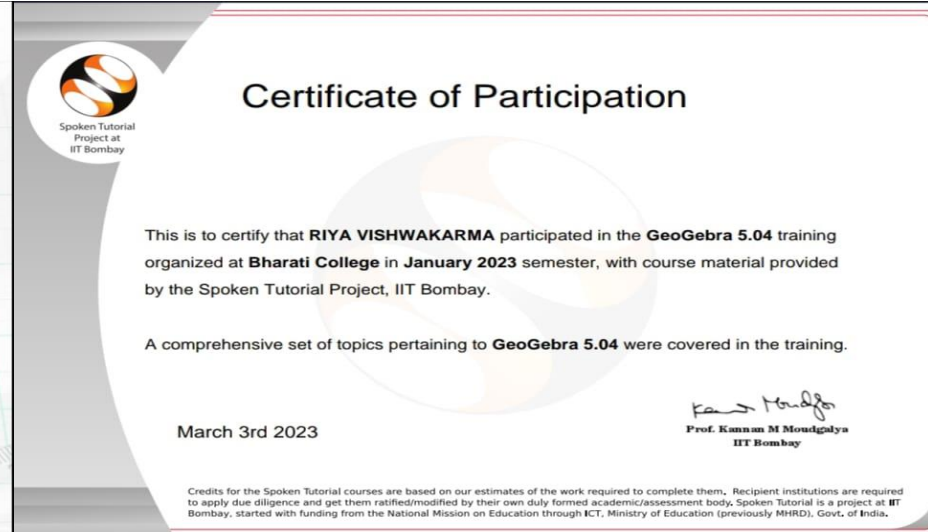 Spoken Tutorial
Project at
IIT Bombay
Certificate of Participation
This is to certify that RIYA VISHWAKARMA participated in the GeoGebra 5.04 training
organized at Bharati College in January 2023 semester, with course material provided
by the Spoken Tutorial Project, IIT Bombay.
A comprehensive set of topics pertaining to GeoGebra 5.04 were covered in the training.
March 3rd 2023
Prof. Kannan M Moudgalya
IIT Bombay
Credits for the Spoken Tutorial courses are based on our estimates of the work required to complete them. Recipient institutions are required
to apply due diligence and get them ratified/modified by their own duly formed academic/assessment body. Spoken Tutorial is a project at IIT
Bombay, started with funding from the National Mission on Education through ICT, Ministry of Education (previously MHRD), Govt. of India.